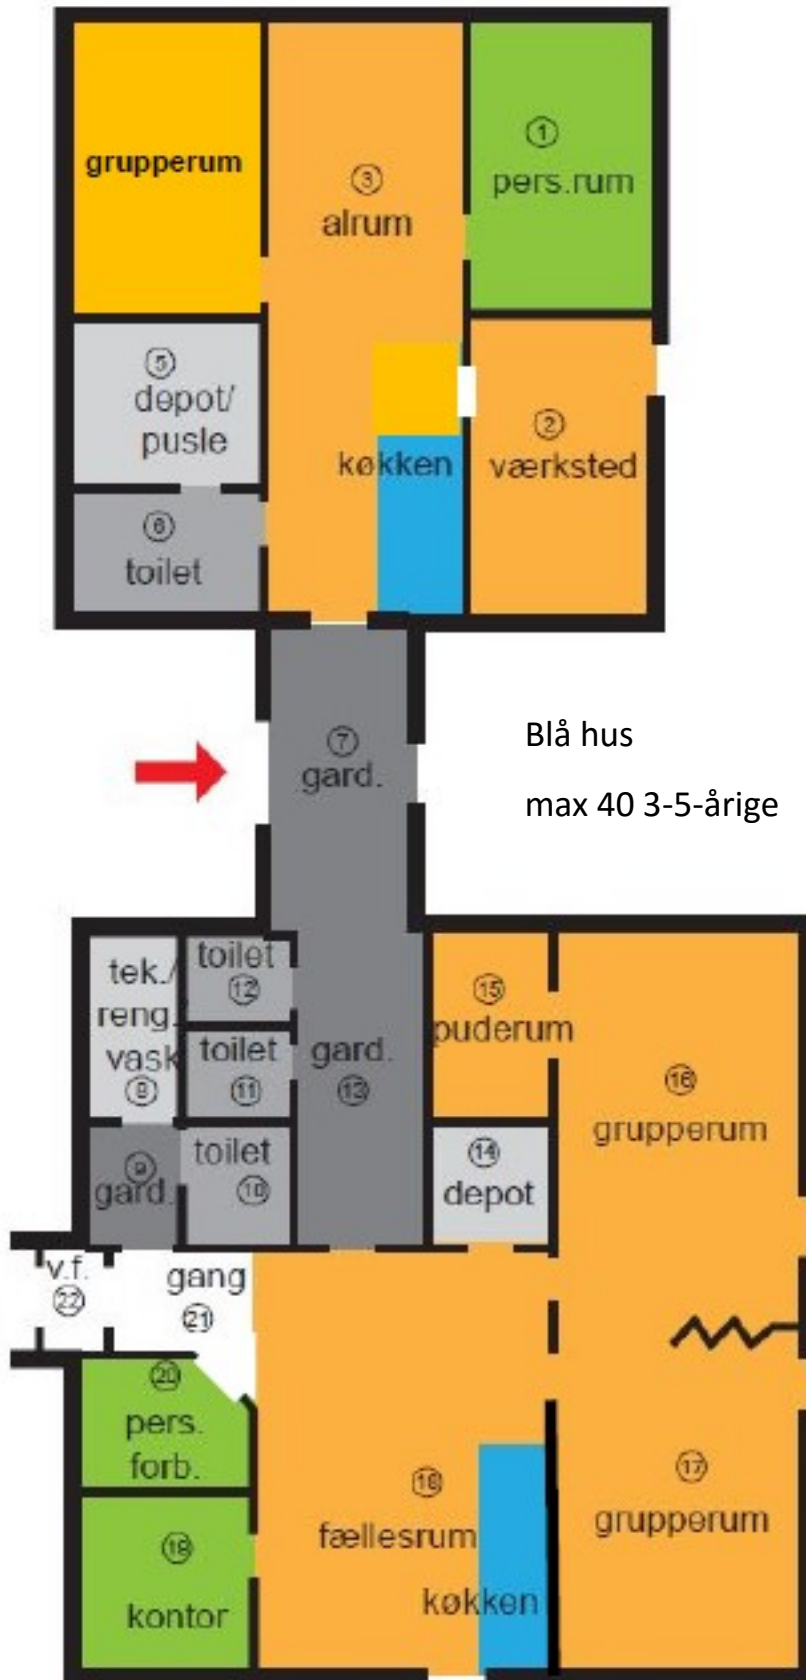 grupperum
3
alrum
1
pers.rum
5
depot/
pusle
køkken
2
værksted
6
toilet
7
gard.
Blå hus
max 40 3-5-årige
tek./
reng.
vask
8
toilet
12
toilet
11
gard.
13
15
puderum
16
grupperum
9
gard.
toilet
10
14
depot
v.f.
22
gang
21
20
pers.
forb.
18
fællesrum
køkken
17
grupperum
19
kontor